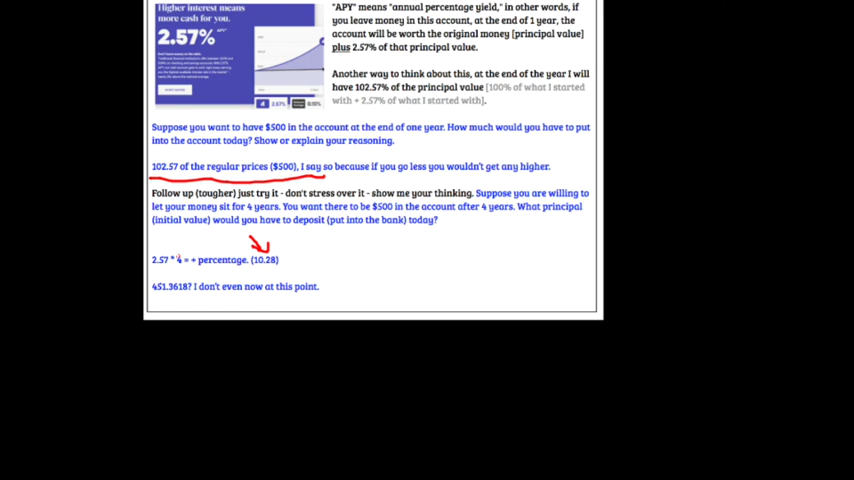 Higher interest means
more cash for you.
2.57% APY*
2.57%
"APY" means "annual percentage yield," in other words, if
you leave money in this account, at the end of 1 year, the
account will be worth the original money [principal value]
plus 2.57% of that principal value.
Another way to think about this, at the end of the year I will
have 102.57% of the principal value [100% of what I started
with + 2.57% of what I started with].
Suppose you want to have $500 in the account at the end of one year. How much would you have to put
into the account today? Show or explain your reasoning.
102.57 of the regular prices ($500), I say so because if you go less you wouldn't get any higher.
Follow up (tougher) just try it - don't stress over it - show me your thinking. Suppose you are willing to
let your money sit for 4 years. You want there to be $500 in the account after 4 years. What principal
(initial value) would you have to deposit (put into the bank) today?
2.57 * 4 = + percentage. (10.28)
451.3618? I don't even now at this point.